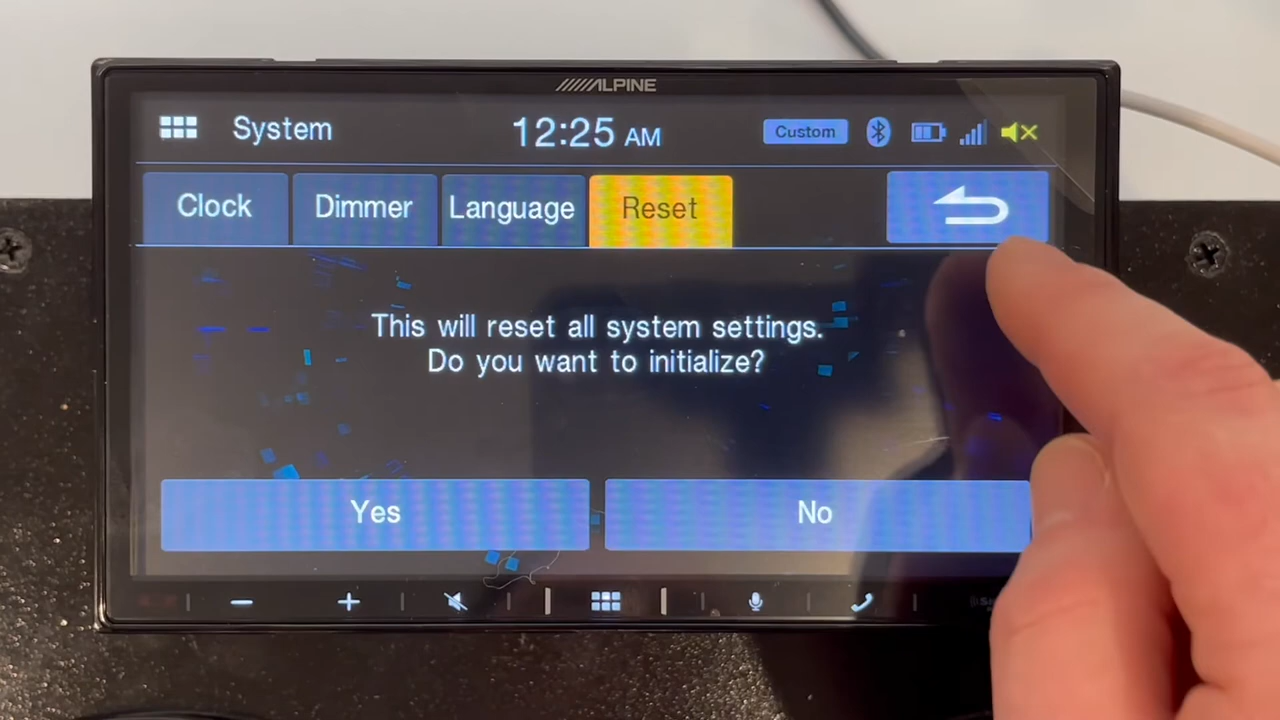 ALPINE
System 12:25 AM Custom
Clock Dimmer Language Reset
This will reset all system settings.
Do you want to initialize?
Yes No